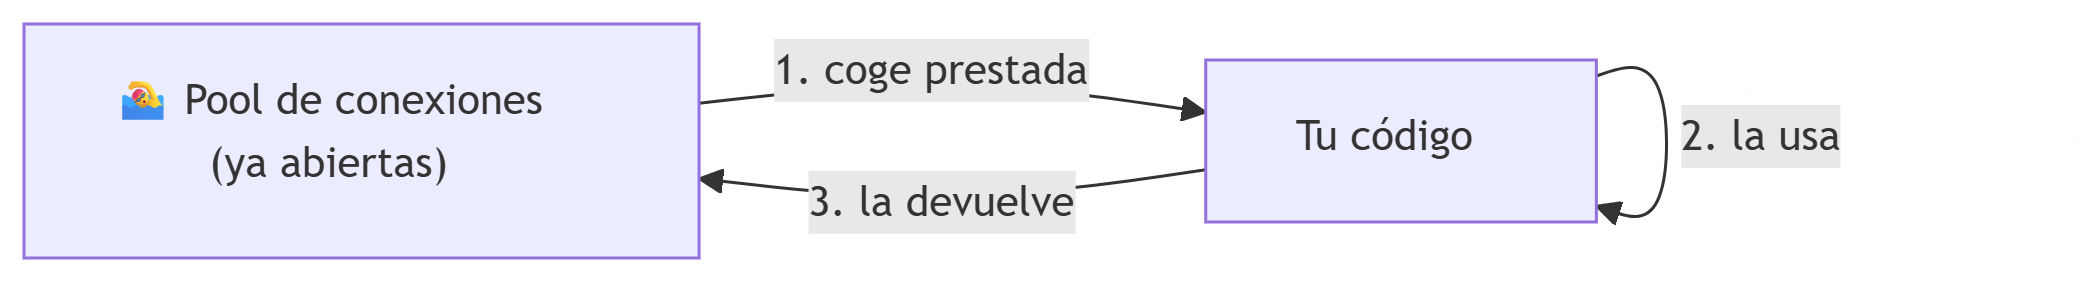 🏊 Pool de conexiones
(ya abiertas)
1. coge prestada
Tu código
2. la usa
3. la devuelve